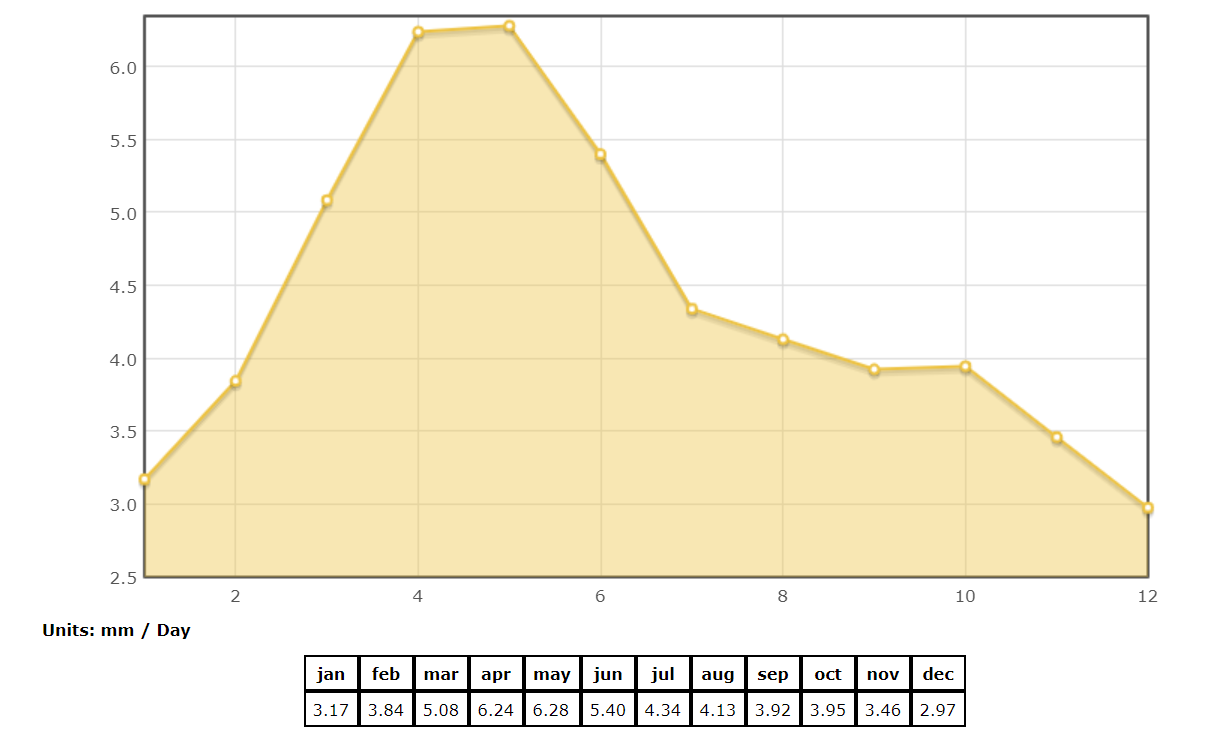 6.0
5.5
5.0
4.5
4.0
3.5
3.0
2.5
2 4 6 8 10 12
Units: mm / Day
jan feb mar apr may jun jul aug sep oct nov dec
3.17 3.84 5.08 6.24 6.28 5.40 4.34 4.13 3.92 3.95 3.46 2.97